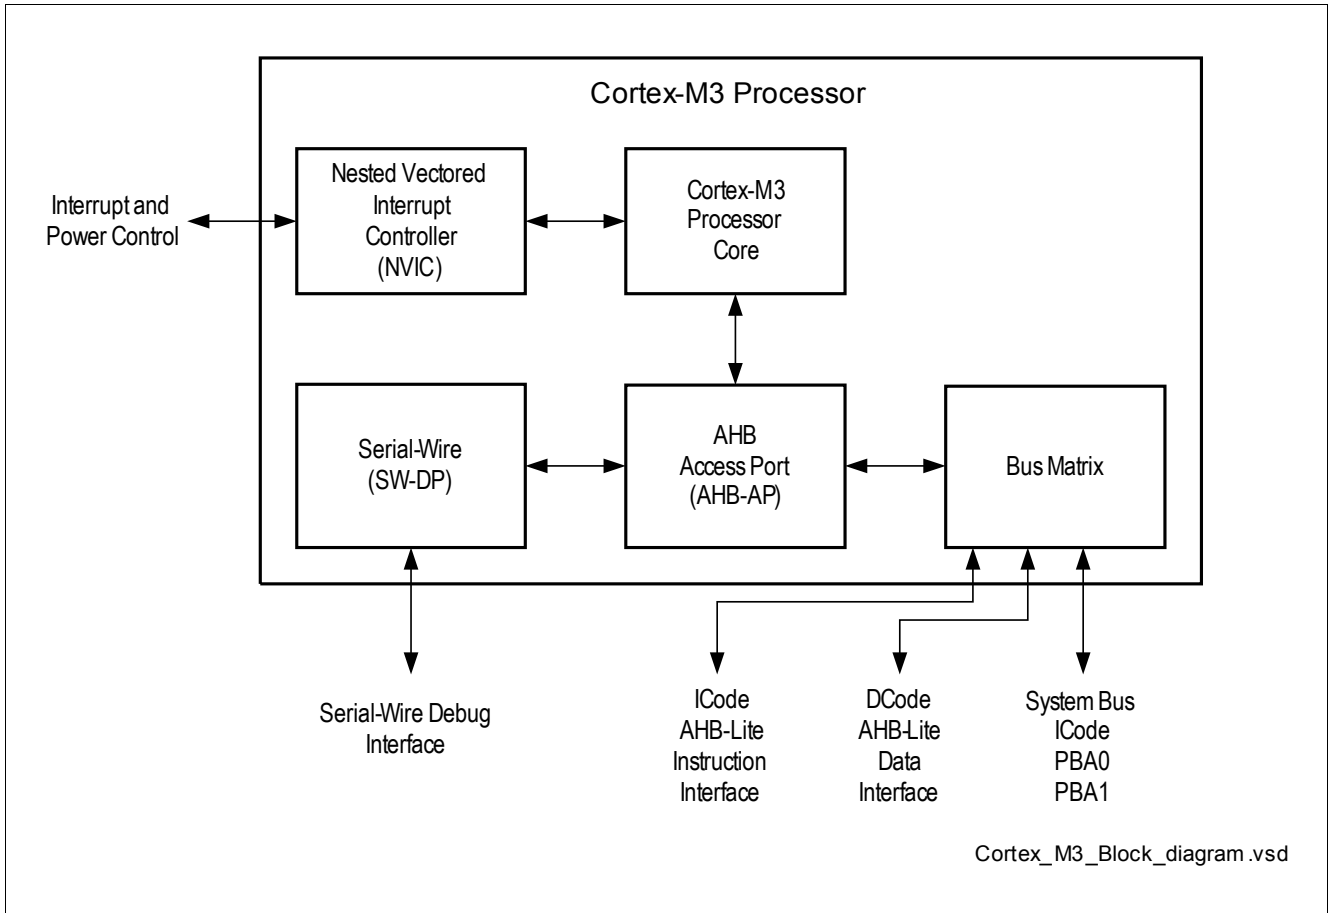 Cortex-M3 Processor
Nested Vectored
Interrupt
Controller
(NVIC)
Cortex-M3
Processor
Core
Interrupt and
Power Control
Serial-Wire
(SW-DP)
AHB
Access Port
(AHB-AP)
Bus Matrix
Serial-Wire Debug
Interface
ICode
AHB-Lite
Instruction
Interface
DCode
AHB-Lite
Data
Interface
System Bus
ICode
PBA0
PBA1
Cortex_M3_Block_diagram.vsd